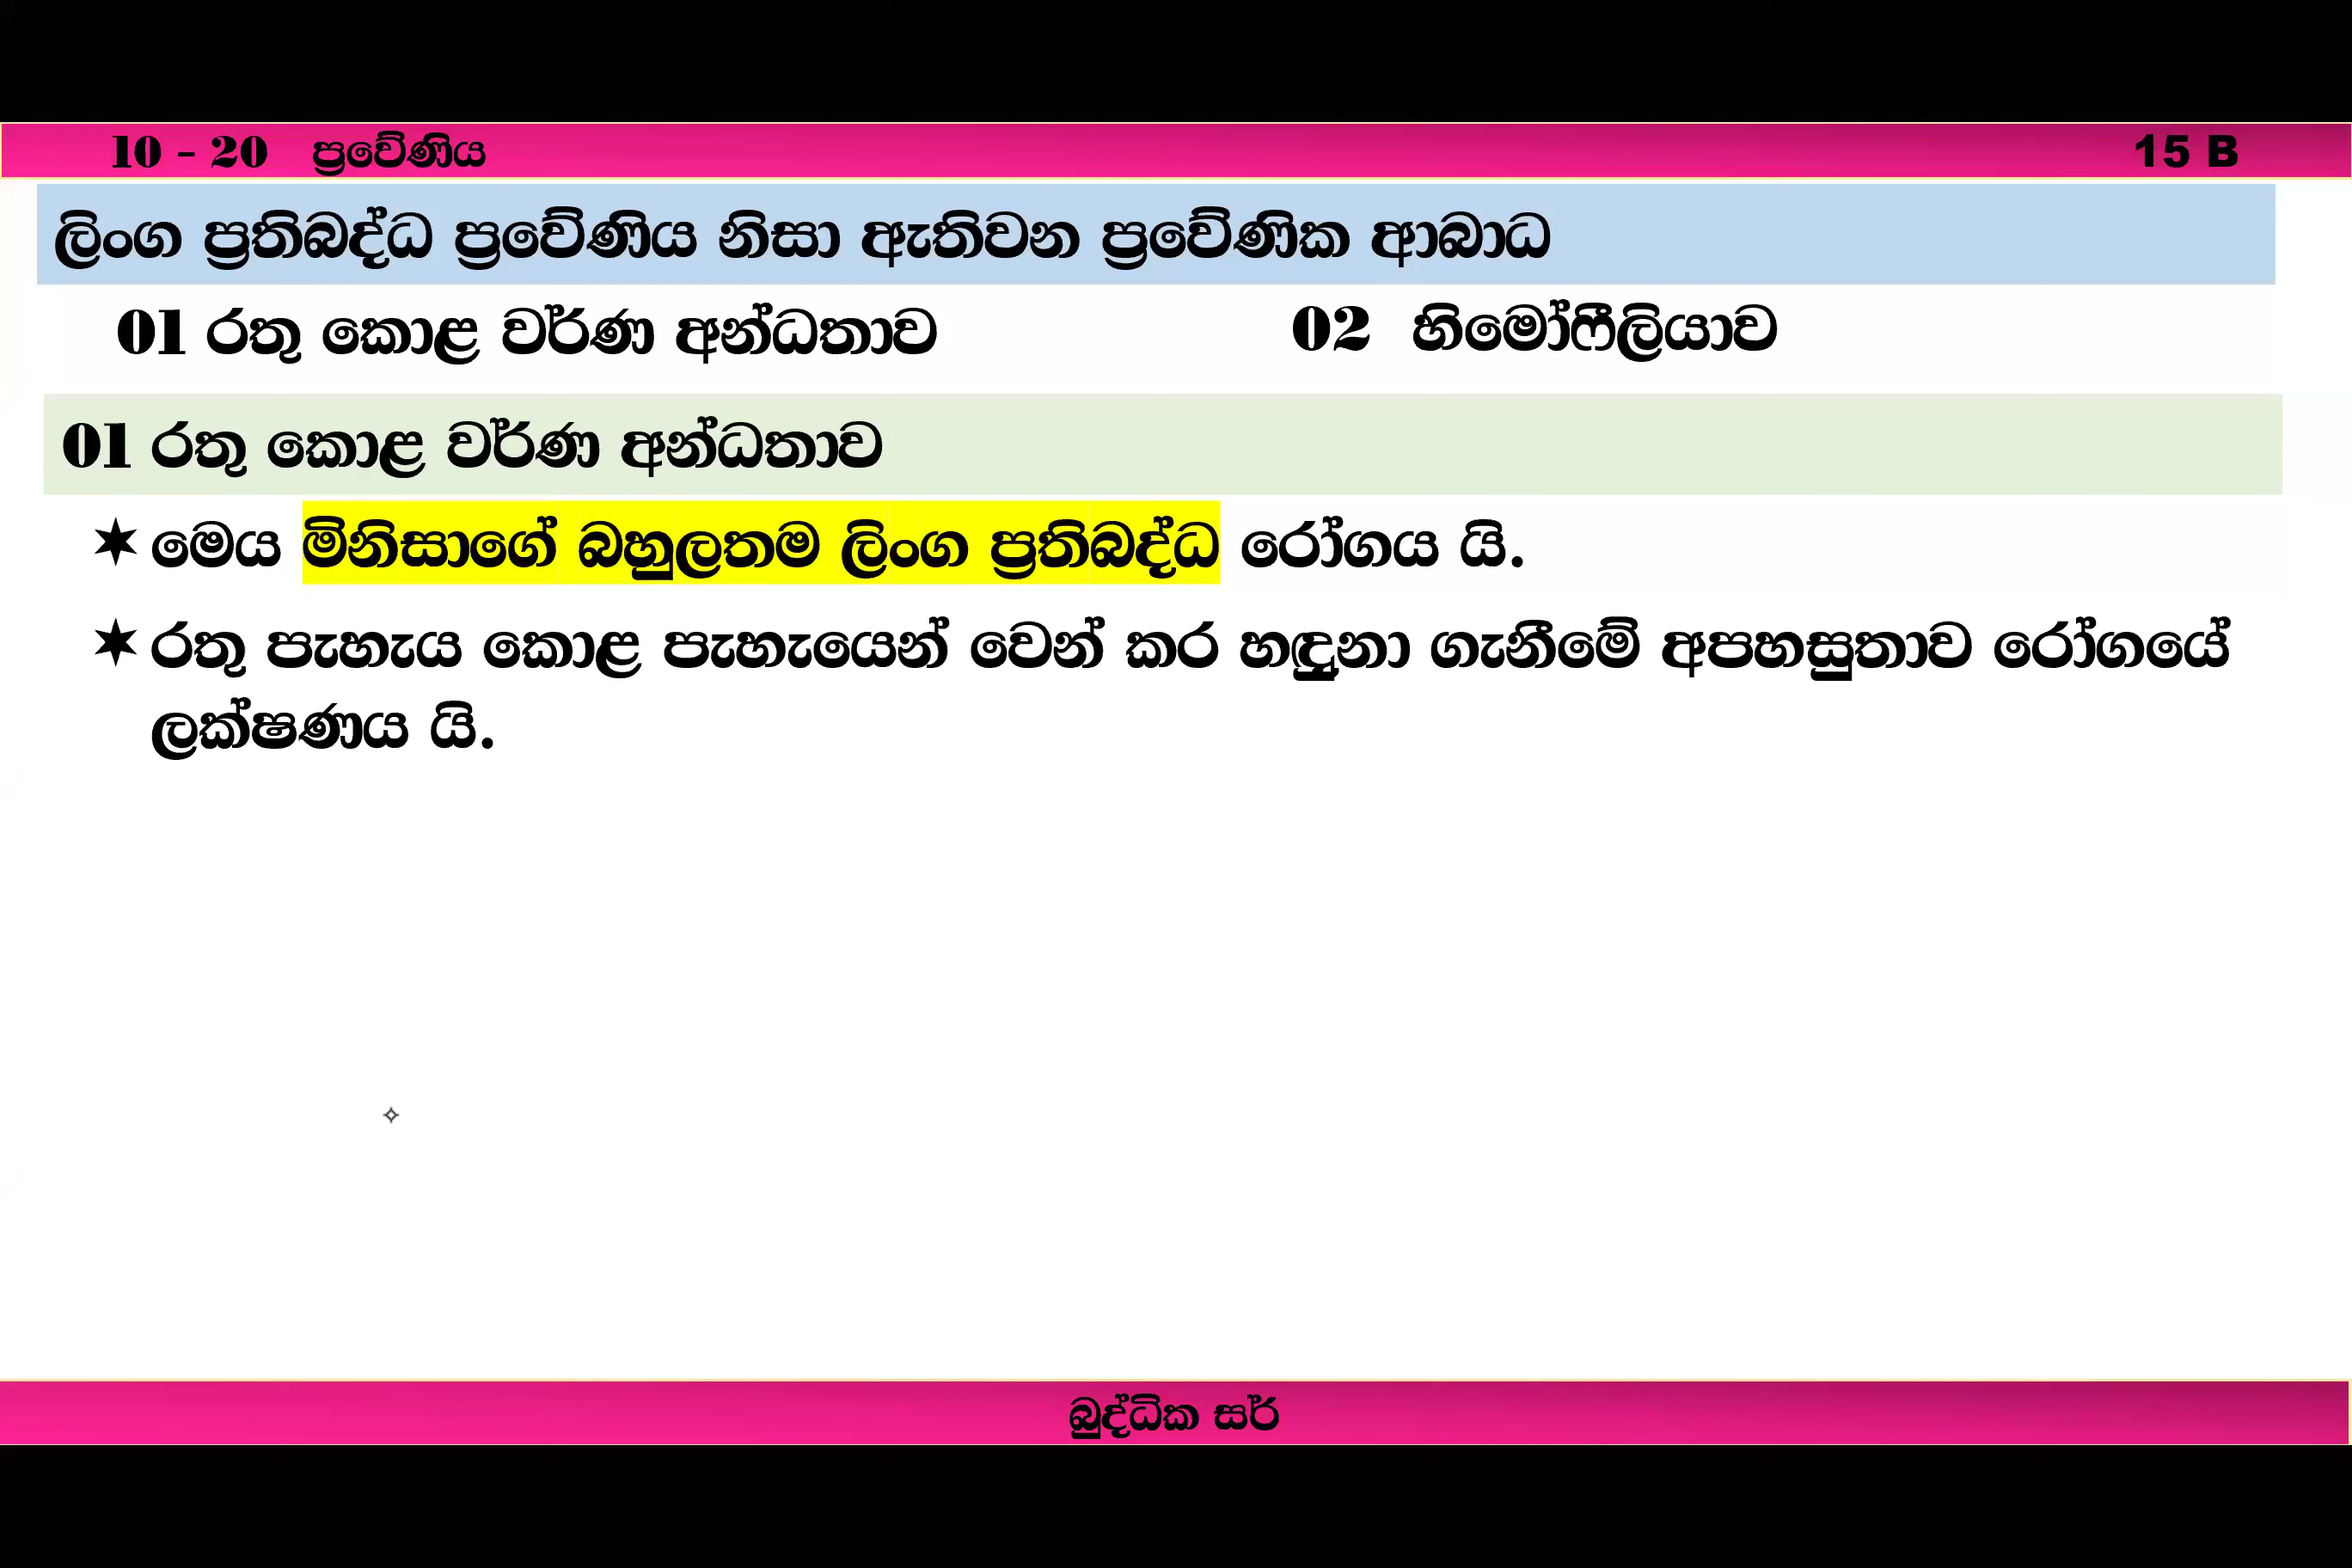 10 - 20 ප්‍රවේණිය 15 B
ලිංග ප්‍රතිබද්ධ ප්‍රවේණිය නිසා ඇතිවන ප්‍රවේණික ආබාධ
01 රතු කොළ වර්ණ අන්ධතාව 02 හිමෝෆීලියාව
01 රතු කොළ වර්ණ අන්ධතාව
✶ මෙය මිනිසාගේ බහුලතම ලිංග ප්‍රතිබද්ධ රෝගය යි.
✶ රතු පැහැය කොළ පැහැයෙන් වෙන් කර හඳුනා ගැනීමේ අපහසුතාව රෝගයේ
ලක්ෂණය යි.
බුද්ධික සර්